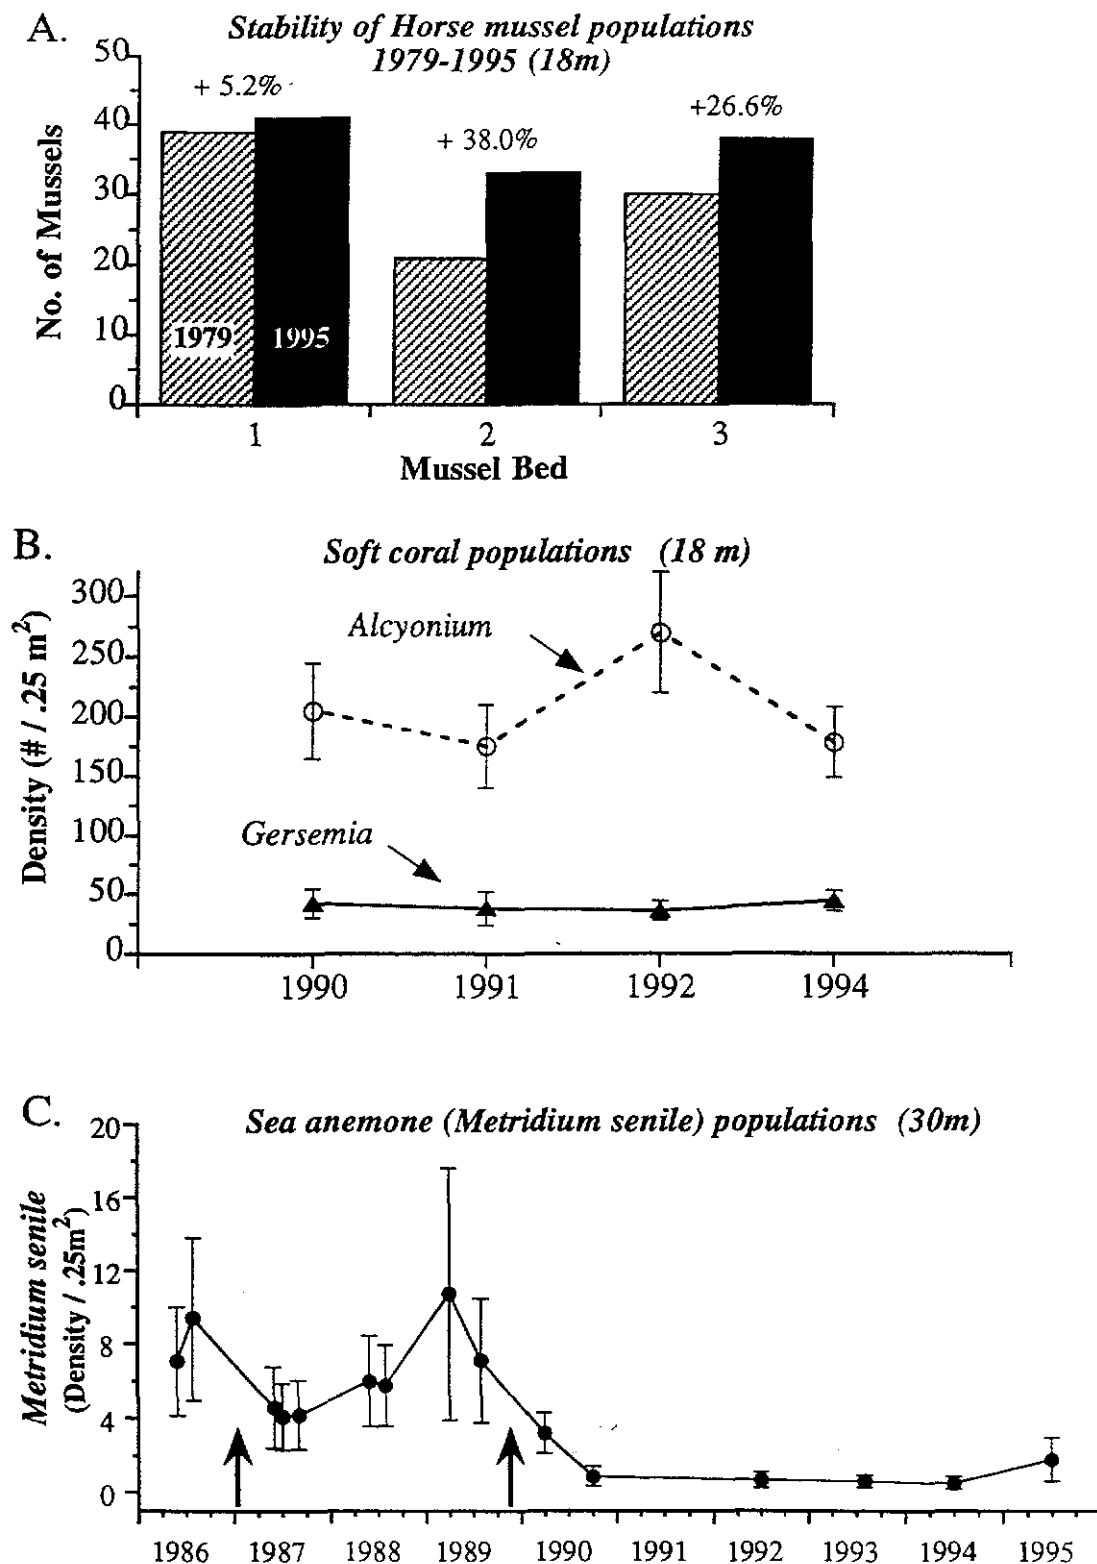 A.
Stability of Horse mussel populations
1979-1995 (18m)
50
40
30
20
10
0
No. of Mussels
+ 5.2%
+ 38.0%
+26.6%
1979
1995
1
2
3
Mussel Bed
B.
Soft coral populations (18 m)
300
250
200
150
100
50
0
Density (# / .25 m²)
Alcyonium
Gersemia
1990
1991
1992
1994
C.
Sea anemone (Metridium senile) populations (30m)
20
16
12
8
4
0
Metridium senile
(Density / .25m²)
1986
1987
1988
1989
1990
1991
1992
1993
1994
1995